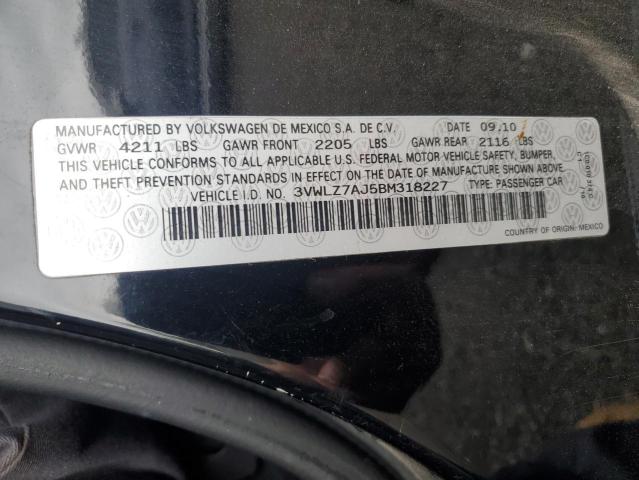 MANUFACTURED BY VOLKSWAGEN DE MEXICO S.A. DE C.V. DATE 09.10
GVWR 4211 LBS GAWR FRONT 2205 LBS GAWR REAR 2116 LBS
THIS VEHICLE CONFORMS TO ALL APPLICABLE U.S. FEDERAL MOTOR VEHICLE SAFETY, BUMPER,
AND THEFT PREVENTION STANDARDS IN EFFECT ON THE DATE OF MANUFACTURE SHOWN ABOVE
VEHICLE I.D. NO. 3VWLZ7AJ5BM318227 TYPE: PASSENGER CAR
COUNTRY OF ORIGIN: MEXICO